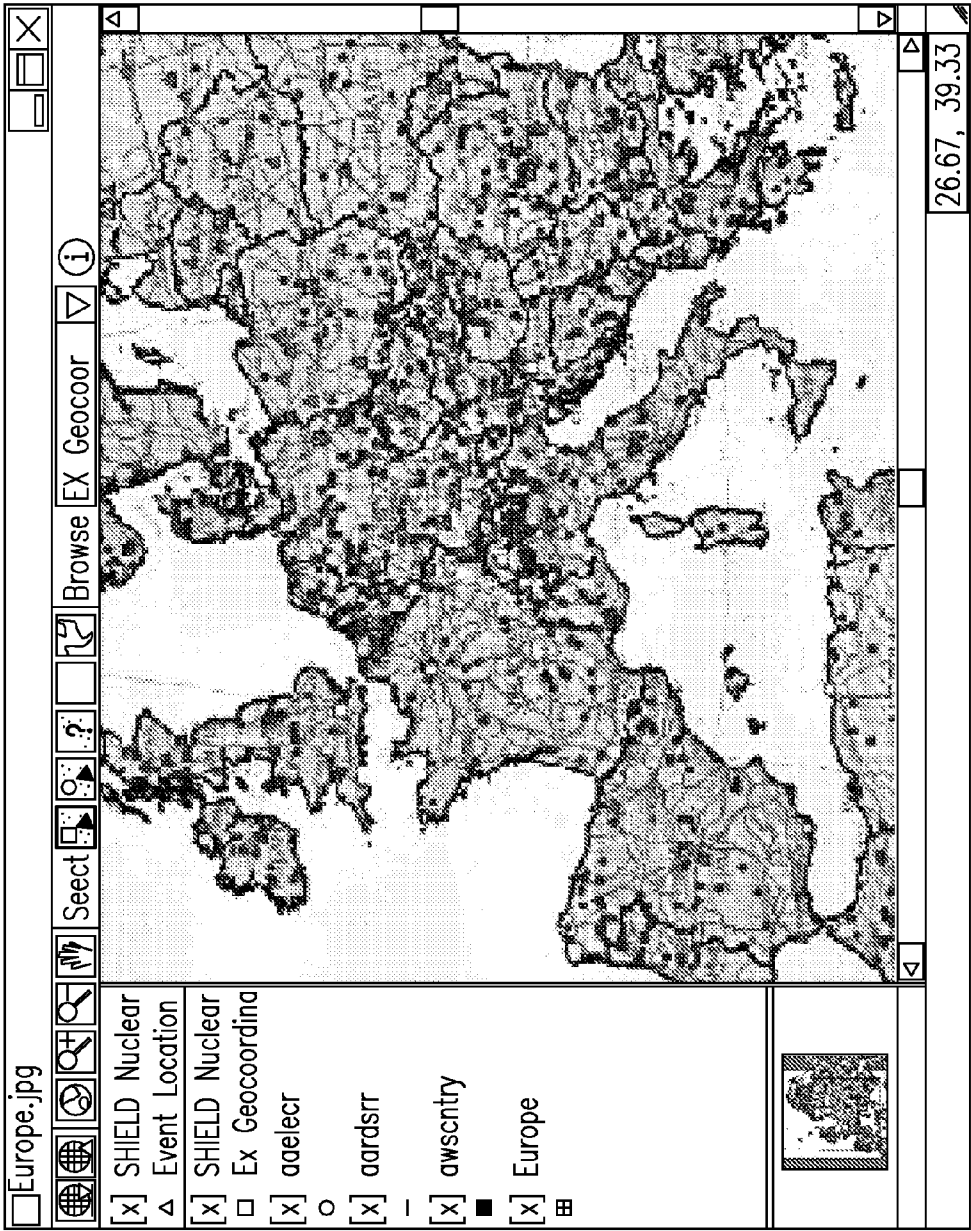 Europe.jpg
Seect
Browse
EX Geocoor
i
?
[x] SHIELD Nuclear
Event Location
[x] SHIELD Nuclear
Ex Geocoordina
[x] aaelecr
[x] aardsrr
[x] awscntry
[x] Europe
26.67, 39.33